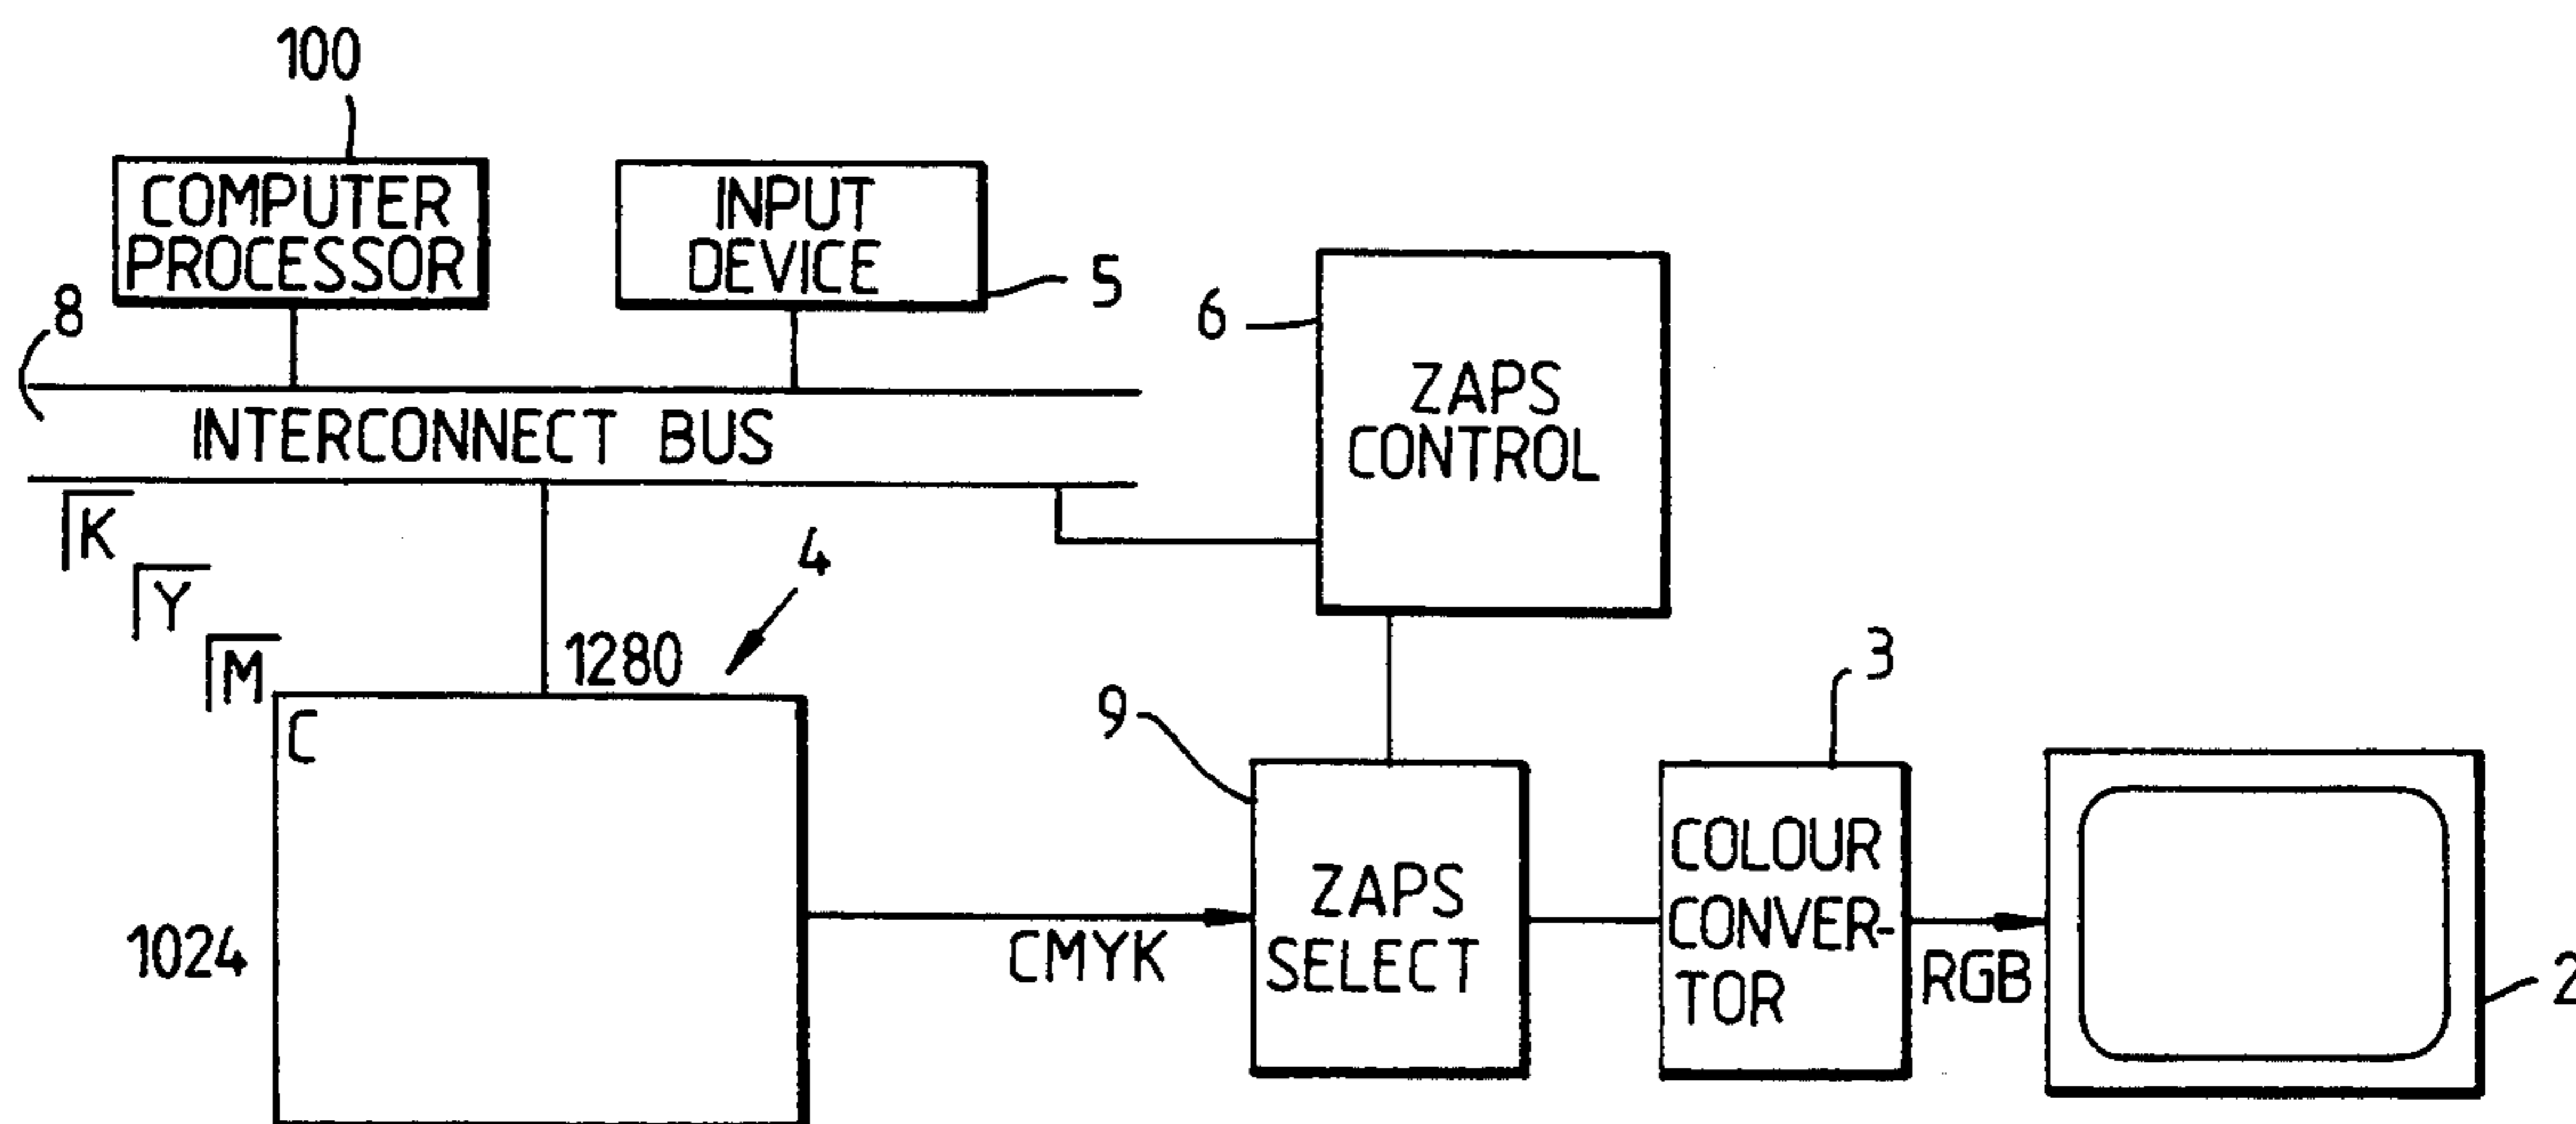 100
COMPUTER
PROCESSOR
INPUT
DEVICE
5
8
INTERCONNECT BUS
6
ZAPS
CONTROL
K
Y
M
C
1280
4
1024
CMYK
9
ZAPS
SELECT
3
COLOUR
CONVER-
TOR
RGB
2